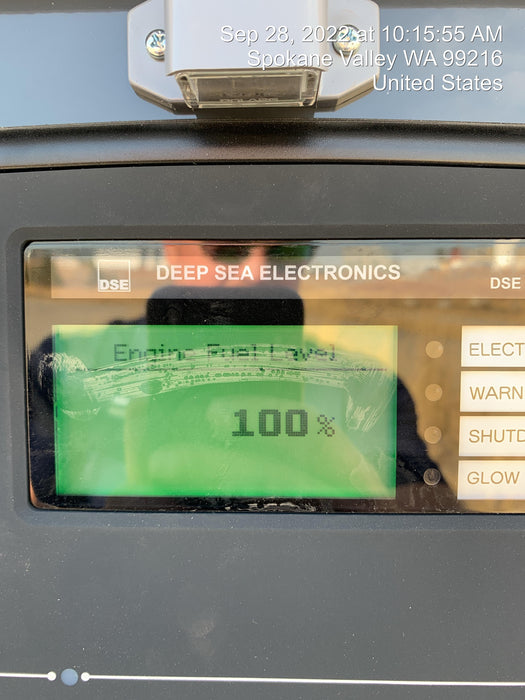 Sep 28, 2022 at 10:15:55 AM
Spokane Valley WA 99216
United States
DSE
DEEP SEA ELECTRONICS
DSE
Engine Fuel Level
100 %
ELECT
WARN
SHUTD
GLOW